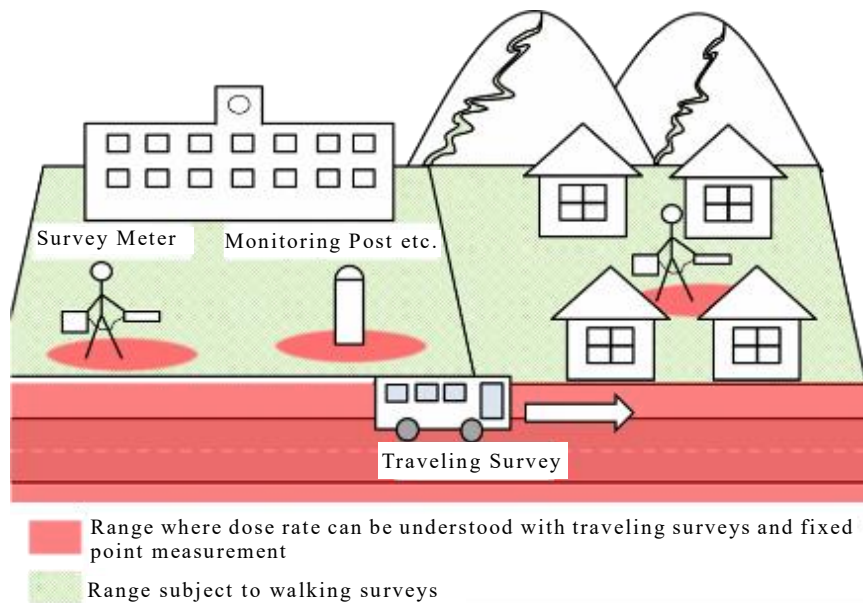 Survey Meter
Monitoring Post etc.
Traveling Survey
Range where dose rate can be understood with traveling surveys and fixed
point measurement
Range subject to walking surveys